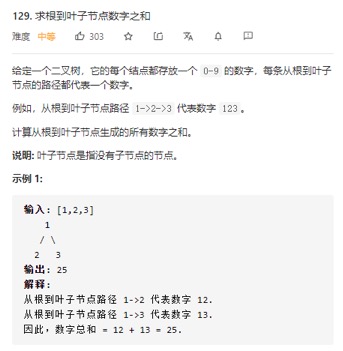 129. 求根到叶子节点数字之和
难度 中等 303
给定一个二叉树，它的每个结点都存放一个 0-9 的数字，每条从根到叶子
节点的路径都代表一个数字。
例如，从根到叶子节点路径 1->2->3 代表数字 123。
计算从根到叶子节点生成的所有数字之和。
说明: 叶子节点是指没有子节点的节点。
示例 1:
输入: [1,2,3]
1
/ \
2 3
输出: 25
解释:
从根到叶子节点路径 1->2 代表数字 12.
从根到叶子节点路径 1->3 代表数字 13.
因此，数字总和 = 12 + 13 = 25.